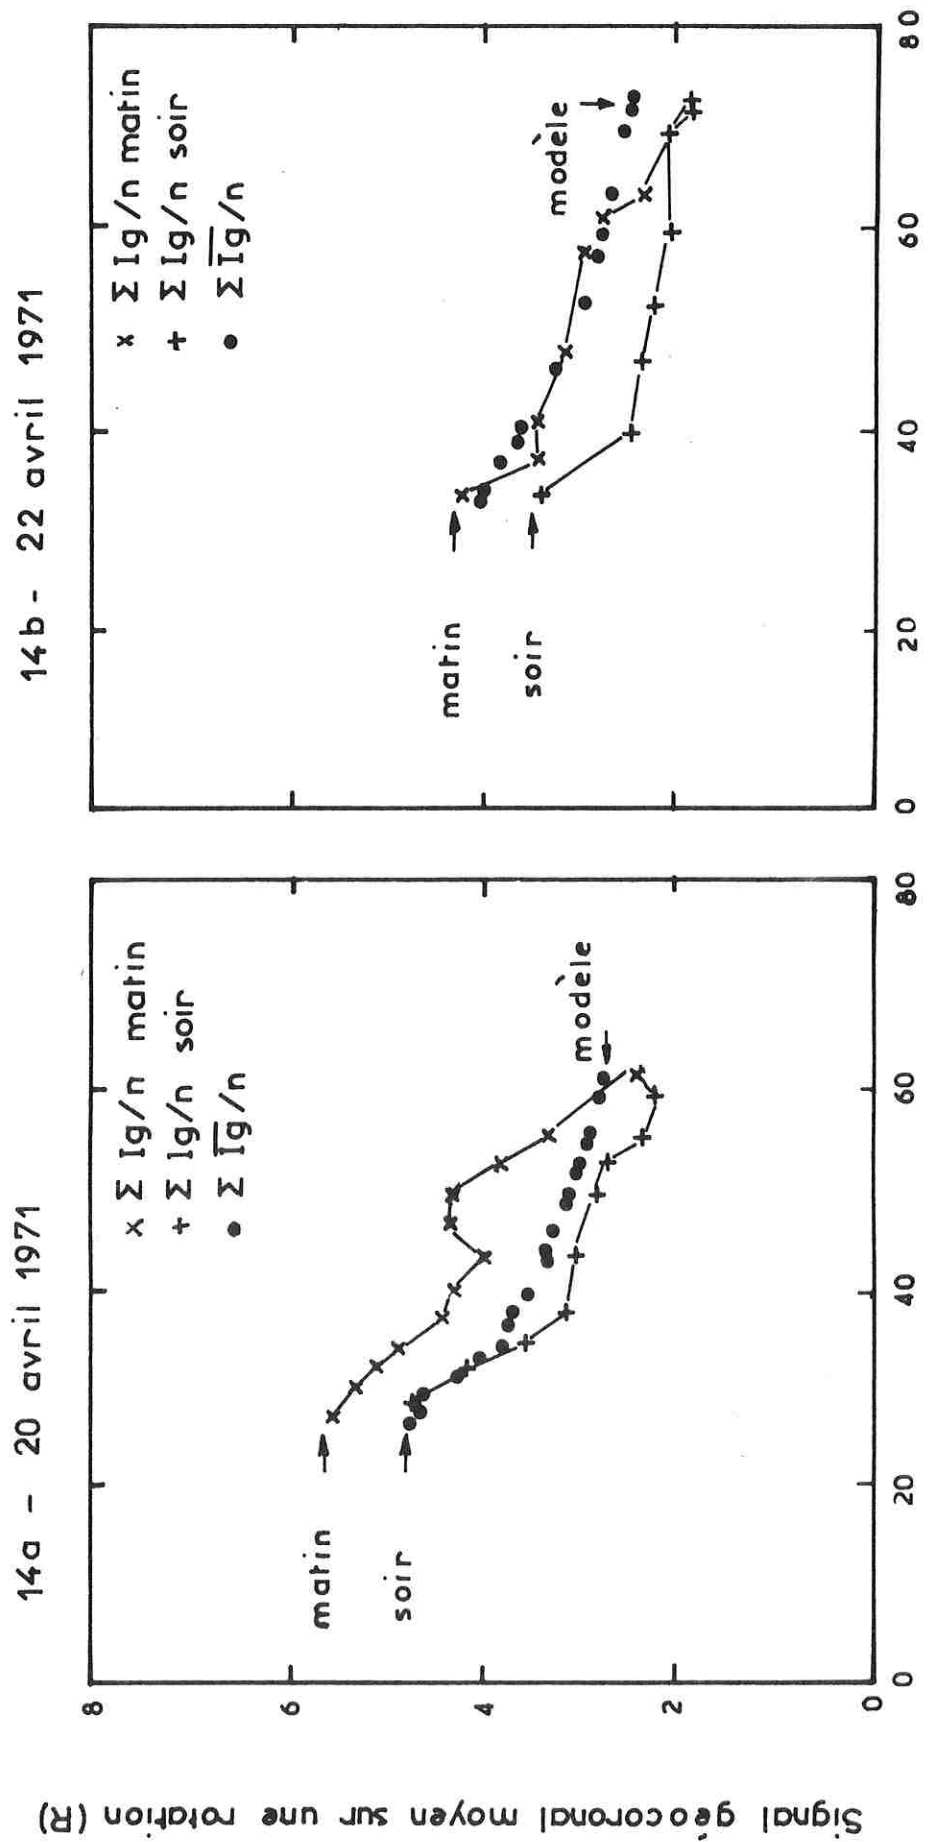 14a - 20 avril 1971
x Σ Ig/n matin
+ Σ Ig/n soir
● Σ I̅g̅/n
matin
soir
modèle
Signal géocoronal moyen sur une rotation (R)
8
6
4
2
0
0
20
40
60
80
14b - 22 avril 1971
x Σ Ig/n matin
+ Σ Ig/n soir
● Σ I̅g̅/n
matin
soir
modèle
0
20
40
60
80